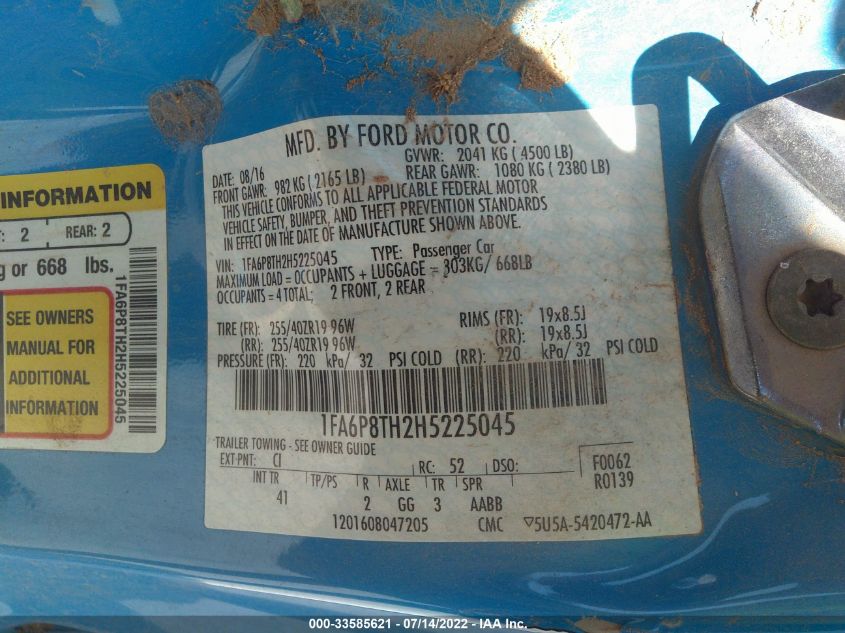 MFD. BY FORD MOTOR CO.
DATE: 08/16 GVWR: 2041 KG ( 4500 LB)
FRONT GAWR: 982 KG ( 2165 LB) REAR GAWR: 1080 KG ( 2380 LB)
THIS VEHICLE CONFORMS TO ALL APPLICABLE FEDERAL MOTOR
VEHICLE SAFETY, BUMPER, AND THEFT PREVENTION STANDARDS
IN EFFECT ON THE DATE OF MANUFACTURE SHOWN ABOVE.
VIN: 1FA6P8TH2H5225045 TYPE: Passenger Car
MAXIMUM LOAD = OCCUPANTS + LUGGAGE = 303KG/ 668LB
OCCUPANTS = 4 TOTAL; 2 FRONT, 2 REAR
TIRE (FR): 255/40ZR19 96W RIMS (FR): 19x8.5J
(RR): 255/40ZR19 96W (RR): 19x8.5J
PRESSURE (FR): 220 kPa/ 32 PSI COLD (RR): 220 kPa/ 32 PSI COLD
1FA6P8TH2H5225045
TRAILER TOWING - SEE OWNER GUIDE
EXT PNT: CI RC: 52 DSO: F0062
R0139
INT TR TP/PS R AXLE TR SPR
41 2 GG 3 AABB
1201608047205 CMC ▽5U5A-5420472-AA
INFORMATION
: 2 REAR: 2
g or 668 lbs.
SEE OWNERS
MANUAL FOR
ADDITIONAL
INFORMATION
1FA6P8TH2H5225045
000-33585621 - 07/14/2022 - IAA Inc.